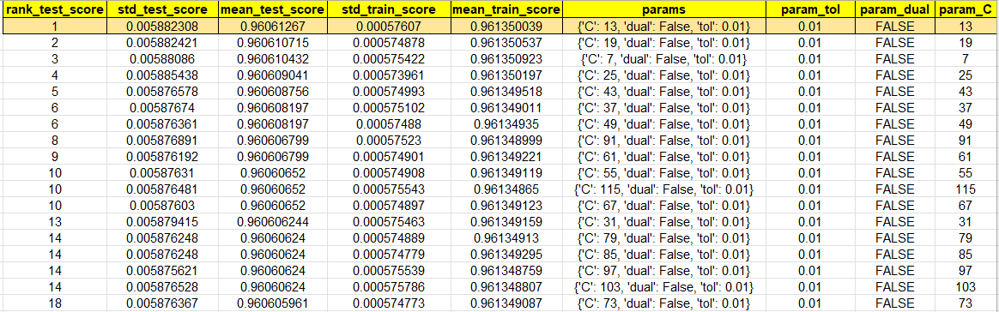 rank_test_score std_test_score mean_test_score std_train_score mean_train_score params param_tol param_dual param_C
1 0.005882308 0.96061267 0.00057607 0.961350039 {'C': 13, 'dual': False, 'tol': 0.01} 0.01 FALSE 13
2 0.005882421 0.960610715 0.000574878 0.961350537 {'C': 19, 'dual': False, 'tol': 0.01} 0.01 FALSE 19
3 0.00588086 0.960610432 0.000575422 0.961350923 {'C': 7, 'dual': False, 'tol': 0.01} 0.01 FALSE 7
4 0.005885438 0.960609041 0.000573961 0.961350197 {'C': 25, 'dual': False, 'tol': 0.01} 0.01 FALSE 25
5 0.005876578 0.960608756 0.000574993 0.961349518 {'C': 43, 'dual': False, 'tol': 0.01} 0.01 FALSE 43
6 0.00587674 0.960608197 0.000575102 0.961349011 {'C': 37, 'dual': False, 'tol': 0.01} 0.01 FALSE 37
6 0.005876361 0.960608197 0.00057488 0.96134935 {'C': 49, 'dual': False, 'tol': 0.01} 0.01 FALSE 49
8 0.005876891 0.960606799 0.00057523 0.961348999 {'C': 91, 'dual': False, 'tol': 0.01} 0.01 FALSE 91
9 0.005876192 0.960606799 0.000574901 0.961349221 {'C': 61, 'dual': False, 'tol': 0.01} 0.01 FALSE 61
10 0.00587631 0.96060652 0.000574908 0.961349119 {'C': 55, 'dual': False, 'tol': 0.01} 0.01 FALSE 55
10 0.005876481 0.96060652 0.000575543 0.96134865 {'C': 115, 'dual': False, 'tol': 0.01} 0.01 FALSE 115
10 0.00587603 0.96060652 0.000574897 0.961349123 {'C': 67, 'dual': False, 'tol': 0.01} 0.01 FALSE 67
13 0.005879415 0.960606244 0.000575463 0.961349159 {'C': 31, 'dual': False, 'tol': 0.01} 0.01 FALSE 31
14 0.005876248 0.96060624 0.000574889 0.96134913 {'C': 79, 'dual': False, 'tol': 0.01} 0.01 FALSE 79
14 0.005876248 0.96060624 0.000574779 0.961349295 {'C': 85, 'dual': False, 'tol': 0.01} 0.01 FALSE 85
14 0.005875621 0.96060624 0.000575539 0.961348759 {'C': 97, 'dual': False, 'tol': 0.01} 0.01 FALSE 97
14 0.005876528 0.96060624 0.000575786 0.961348807 {'C': 103, 'dual': False, 'tol': 0.01} 0.01 FALSE 103
18 0.005876367 0.960605961 0.000574773 0.961349087 {'C': 73, 'dual': False, 'tol': 0.01} 0.01 FALSE 73